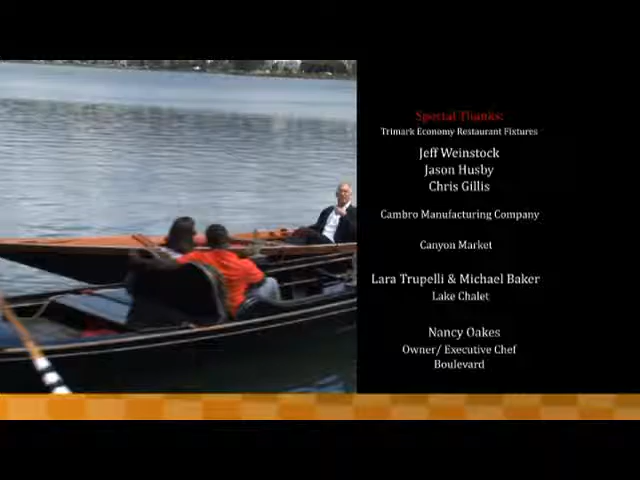 Special Thanks:
Trimark Economy Restaurant Fixtures
Jeff Weinstock
Jason Husby
Chris Gillis
Cambro Manufacturing Company
Canyon Market
Lara Trupelli & Michael Baker
Lake Chalet
Nancy Oakes
Owner/ Executive Chef
Boulevard